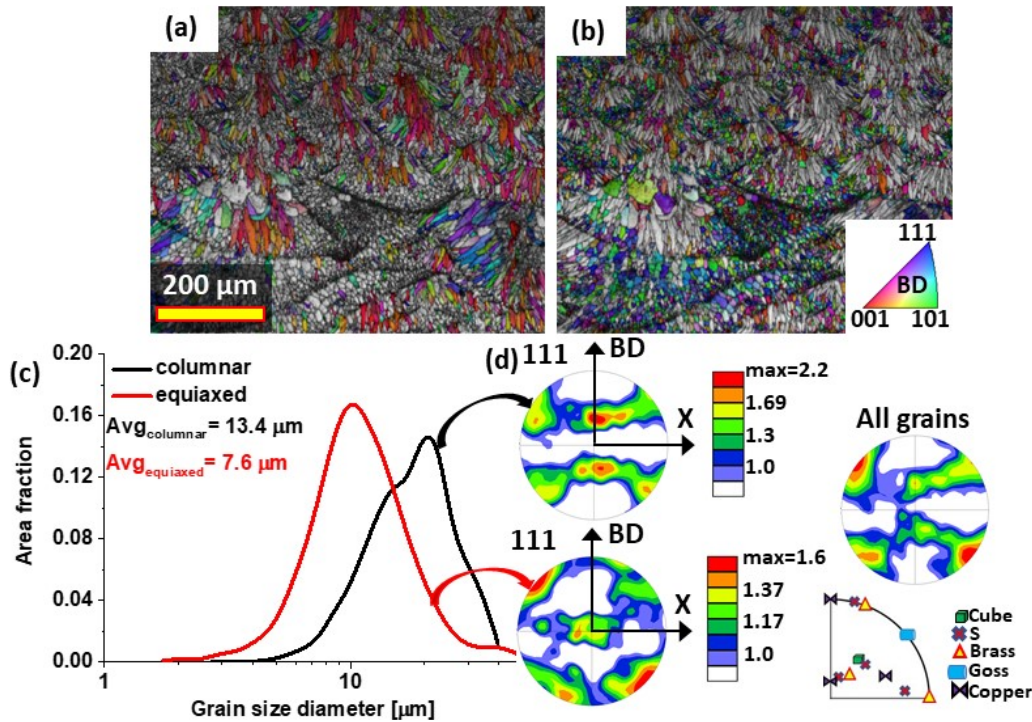 (a)
(b)
200 µm
111
BD
001
101
(c)
0.20
0.16
0.12
0.08
0.04
0.00
Area fraction
columnar
equiaxed
Avgcolumnar= 13.4 µm
Avgequiaxed= 7.6 µm
1
10
Grain size diameter [µm]
(d)
111
BD
X
max=2.2
1.69
1.3
1.0
111
BD
X
max=1.6
1.37
1.17
1.0
All grains
Cube
S
Brass
Goss
Copper